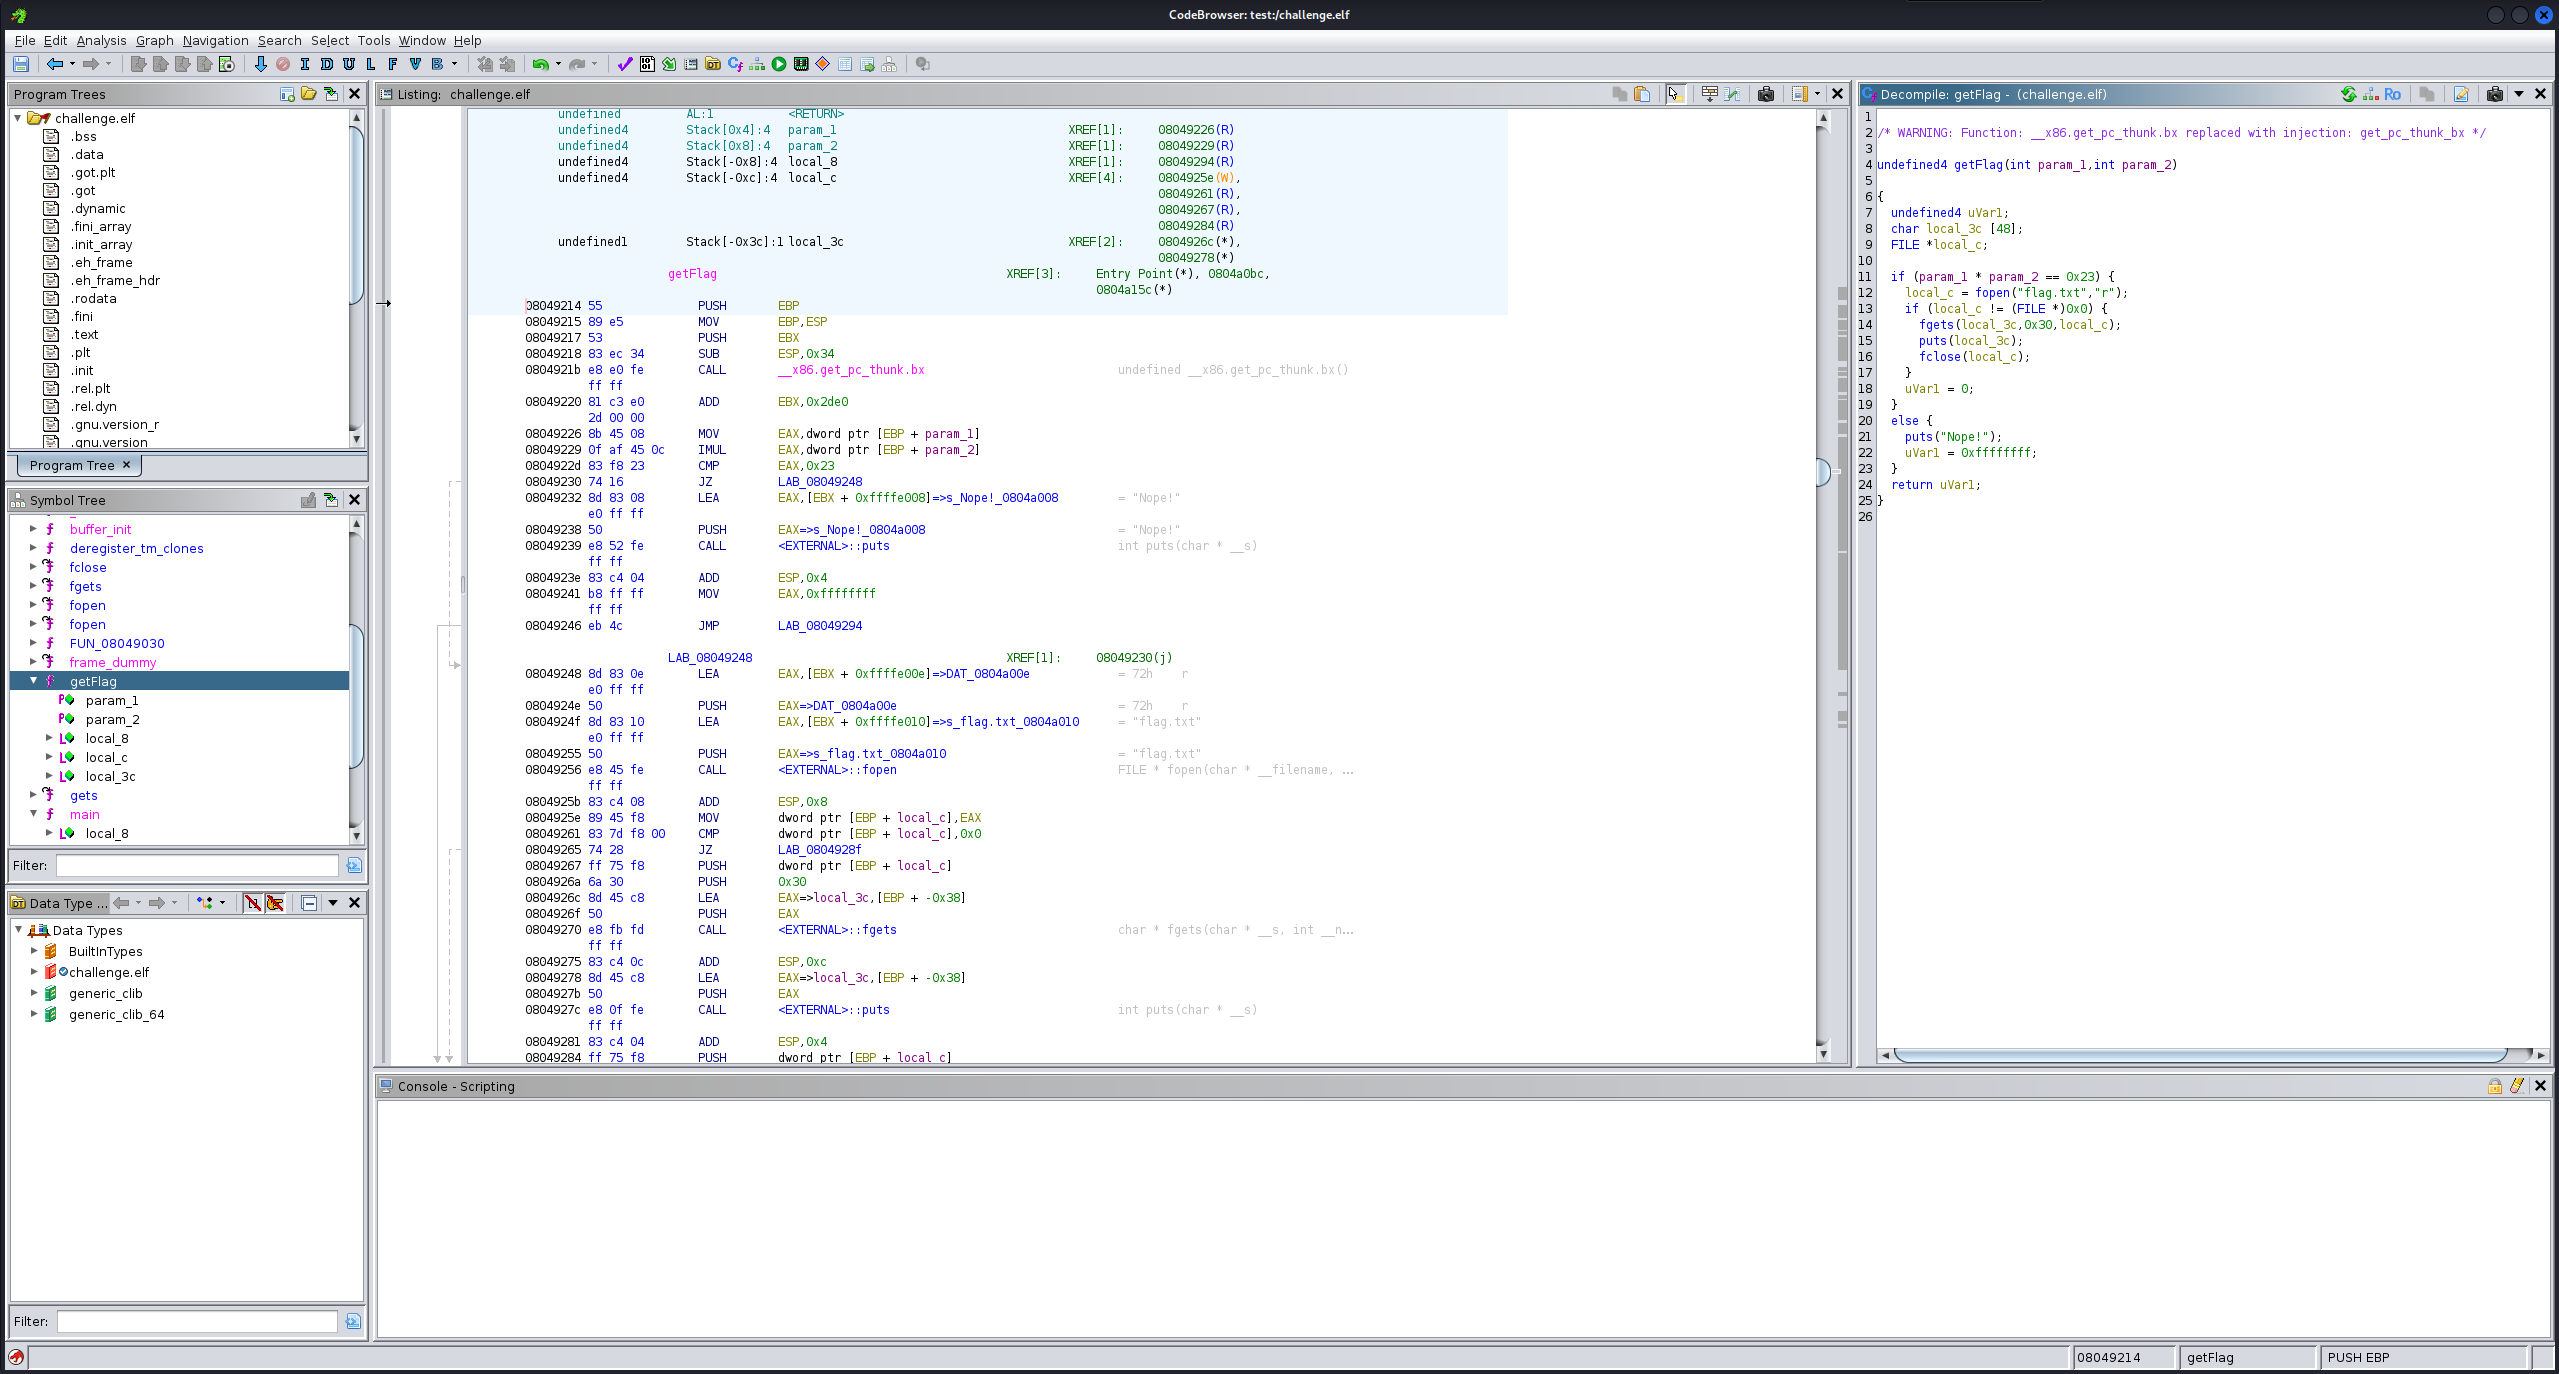 CodeBrowser: test:/challenge.elf
File Edit Analysis Graph Navigation Search Select Tools Window Help
I D U L F V B
Program Trees
challenge.elf
.bss
.data
.got.plt
.got
.dynamic
.fini_array
.init_array
.eh_frame
.eh_frame_hdr
.rodata
.fini
.text
.plt
.init
.rel.plt
.rel.dyn
.gnu.version_r
.gnu.version
Program Tree ×
Symbol Tree
buffer_init
deregister_tm_clones
fclose
fgets
fopen
fopen
FUN_08049030
frame_dummy
getFlag
param_1
param_2
local_8
local_c
local_3c
gets
main
local_8
Filter:
Data Type ...
Data Types
BuiltInTypes
challenge.elf
generic_clib
generic_clib_64
Filter:
Listing: challenge.elf
undefined AL:1 <RETURN>
undefined4 Stack[0x4]:4 param_1 XREF[1]: 08049226(R)
undefined4 Stack[0x8]:4 param_2 XREF[1]: 08049229(R)
undefined4 Stack[-0x8]:4 local_8 XREF[1]: 08049294(R)
undefined4 Stack[-0xc]:4 local_c XREF[4]: 0804925e(W),
08049261(R),
08049267(R),
08049284(R)
undefined1 Stack[-0x3c]:1 local_3c XREF[2]: 0804926c(*),
08049278(*)
getFlag XREF[3]: Entry Point(*), 0804a0bc,
0804a15c(*)
08049214 55 PUSH EBP
08049215 89 e5 MOV EBP,ESP
08049217 53 PUSH EBX
08049218 83 ec 34 SUB ESP,0x34
0804921b e8 e0 fe CALL __x86.get_pc_thunk.bx undefined __x86.get_pc_thunk.bx()
ff ff
08049220 81 c3 e0 ADD EBX,0x2de0
2d 00 00
08049226 8b 45 08 MOV EAX,dword ptr [EBP + param_1]
08049229 0f af 45 0c IMUL EAX,dword ptr [EBP + param_2]
0804922d 83 f8 23 CMP EAX,0x23
08049230 74 16 JZ LAB_08049248
08049232 8d 83 08 LEA EAX,[EBX + 0xffffe008]=>s_Nope!_0804a008 = "Nope!"
e0 ff ff
08049238 50 PUSH EAX=>s_Nope!_0804a008 = "Nope!"
08049239 e8 52 fe CALL <EXTERNAL>::puts int puts(char * __s)
ff ff
0804923e 83 c4 04 ADD ESP,0x4
08049241 b8 ff ff MOV EAX,0xffffffff
ff ff
08049246 eb 4c JMP LAB_08049294
LAB_08049248 XREF[1]: 08049230(j)
08049248 8d 83 0e LEA EAX,[EBX + 0xffffe00e]=>DAT_0804a00e = 72h r
e0 ff ff
0804924e 50 PUSH EAX=>DAT_0804a00e = 72h r
0804924f 8d 83 10 LEA EAX,[EBX + 0xffffe010]=>s_flag.txt_0804a010 = "flag.txt"
e0 ff ff
08049255 50 PUSH EAX=>s_flag.txt_0804a010 = "flag.txt"
08049256 e8 45 fe CALL <EXTERNAL>::fopen FILE * fopen(char * __filename, ...
ff ff
0804925b 83 c4 08 ADD ESP,0x8
0804925e 89 45 f8 MOV dword ptr [EBP + local_c],EAX
08049261 83 7d f8 00 CMP dword ptr [EBP + local_c],0x0
08049265 74 28 JZ LAB_0804928f
08049267 ff 75 f8 PUSH dword ptr [EBP + local_c]
0804926a 6a 30 PUSH 0x30
0804926c 8d 45 c8 LEA EAX=>local_3c,[EBP + -0x38]
0804926f 50 PUSH EAX
08049270 e8 fb fd CALL <EXTERNAL>::fgets char * fgets(char * __s, int __n...
ff ff
08049275 83 c4 0c ADD ESP,0xc
08049278 8d 45 c8 LEA EAX=>local_3c,[EBP + -0x38]
0804927b 50 PUSH EAX
0804927c e8 0f fe CALL <EXTERNAL>::puts int puts(char * __s)
ff ff
08049281 83 c4 04 ADD ESP,0x4
08049284 ff 75 f8 PUSH dword ptr [EBP + local_c]
Decompile: getFlag - (challenge.elf)
Ro
1
2 /* WARNING: Function: __x86.get_pc_thunk.bx replaced with injection: get_pc_thunk_bx */
3
4 undefined4 getFlag(int param_1,int param_2)
5
6 {
7 undefined4 uVar1;
8 char local_3c [48];
9 FILE *local_c;
10
11 if (param_1 * param_2 == 0x23) {
12 local_c = fopen("flag.txt","r");
13 if (local_c != (FILE *)0x0) {
14 fgets(local_3c,0x30,local_c);
15 puts(local_3c);
16 fclose(local_c);
17 }
18 uVar1 = 0;
19 }
20 else {
21 puts("Nope!");
22 uVar1 = 0xffffffff;
23 }
24 return uVar1;
25 }
26
Console - Scripting
08049214 getFlag PUSH EBP